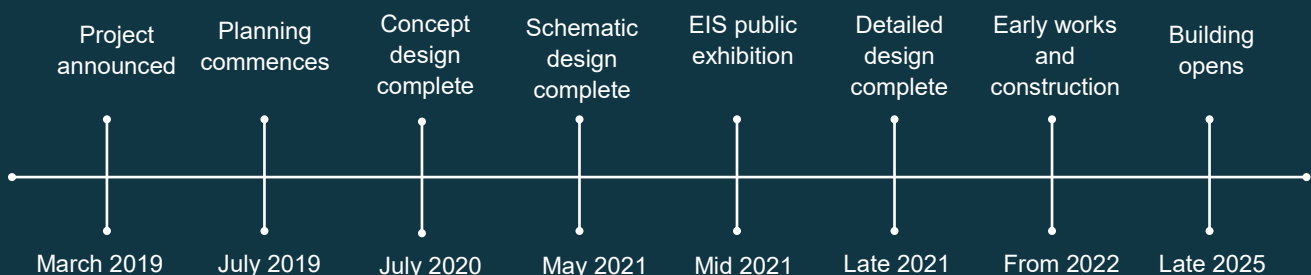 Project
announced
Planning
commences
Concept
design
complete
Schematic
design
complete
EIS public
exhibition
Detailed
design
complete
Early works
and
construction
Building
opens
March 2019
July 2019
July 2020
May 2021
Mid 2021
Late 2021
From 2022
Late 2025